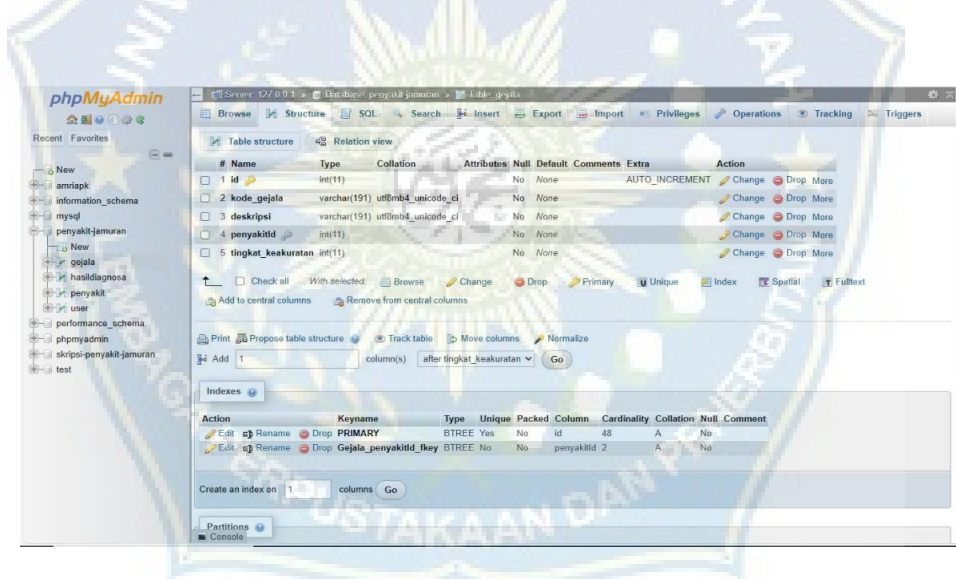 phpMyAdmin
Recent Favorites
New
amriapk
information_schema
mysql
penyakit-jamuran
New
gejala
hasildiagnosa
penyakit
user
performance_schema
phpmyadmin
skripsi-penyakit-jamuran
test
Server: 127.0.0.1 » Database: penyakit-jamuran » Table: gejala
Browse Structure SQL Search Insert Export Import Privileges Operations Tracking Triggers
Table structure Relation view
# Name Type Collation Attributes Null Default Comments Extra Action
1 id int(11) No None AUTO_INCREMENT Change Drop More
2 kode_gejala varchar(191) utf8mb4_unicode_ci No None Change Drop More
3 deskripsi varchar(191) utf8mb4_unicode_ci No None Change Drop More
4 penyakitId int(11) No None Change Drop More
5 tingkat_keakuratan int(11) No None Change Drop More
Check all With selected: Browse Change Drop Primary Unique Index Spatial Fulltext
Add to central columns Remove from central columns
Print Propose table structure Track table Move columns Normalize
Add 1 column(s) after tingkat_keakuratan Go
Indexes
Action Keyname Type Unique Packed Column Cardinality Collation Null Comment
Edit Rename Drop PRIMARY BTREE Yes No id 48 A No
Edit Rename Drop Gejala_penyakitId_fkey BTREE No No penyakitId 2 A No
Create an index on 1 columns Go
Partitions
Console
PERPUSTAKAAN DAN PENERBITAN